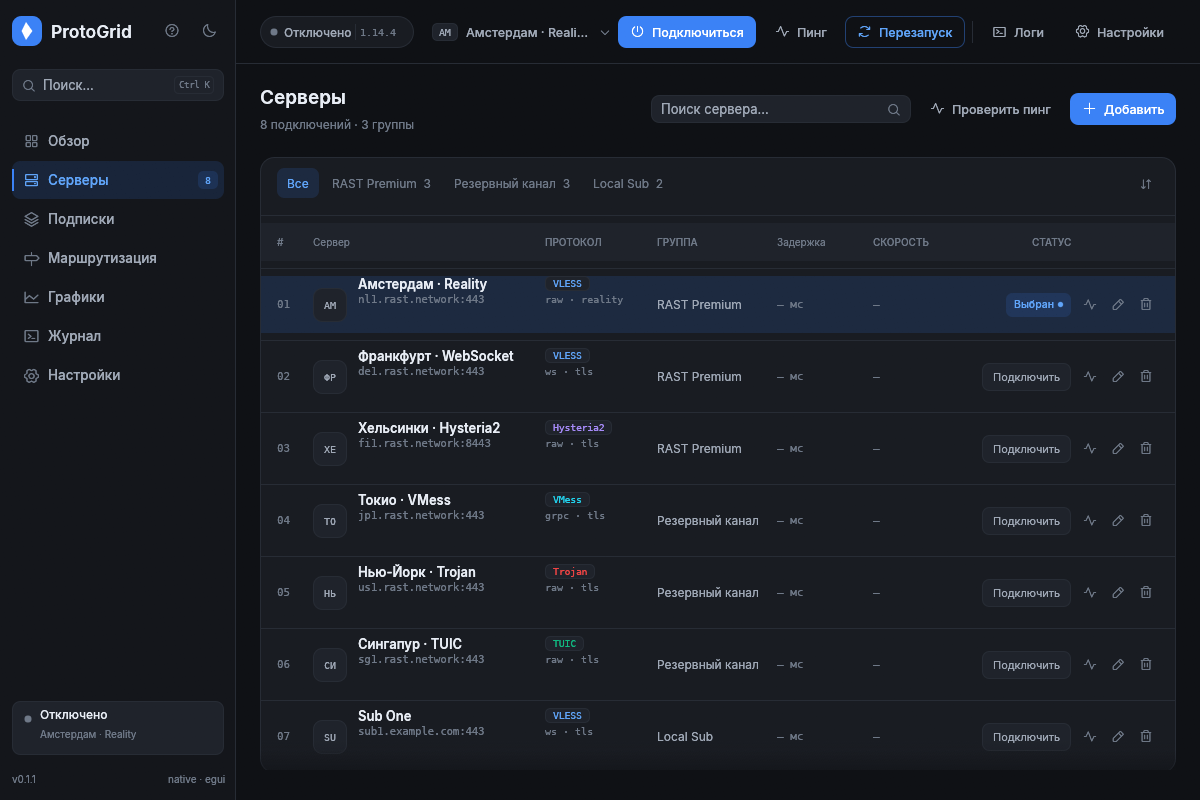 ProtoGrid
Отключено 1.14.4
АМ Амстердам · Reali...
Подключиться
Пинг
Перезапуск
Логи
Настройки
Поиск... Ctrl K
Обзор
Серверы 8
Подписки
Маршрутизация
Графики
Журнал
Настройки
Отключено
Амстердам · Reality
v0.1.1 native · egui
Серверы
8 подключений · 3 группы
Поиск сервера...
Проверить пинг
Добавить
Все RAST Premium 3 Резервный канал 3 Local Sub 2
# Сервер ПРОТОКОЛ ГРУППА Задержка СКОРОСТЬ СТАТУС
01 АМ Амстердам · Reality VLESS RAST Premium — мс — Выбран
nl1.rast.network:443 raw · reality
02 ФР Франкфурт · WebSocket VLESS RAST Premium — мс — Подключить
de1.rast.network:443 ws · tls
03 ХЕ Хельсинки · Hysteria2 Hysteria2 RAST Premium — мс — Подключить
fi1.rast.network:8443 raw · tls
04 ТО Токио · VMess VMess Резервный канал — мс — Подключить
jp1.rast.network:443 grpc · tls
05 НЬ Нью-Йорк · Trojan Trojan Резервный канал — мс — Подключить
us1.rast.network:443 raw · tls
06 СИ Сингапур · TUIC TUIC Резервный канал — мс — Подключить
sg1.rast.network:443 raw · tls
07 SU Sub One VLESS Local Sub — мс — Подключить
sub1.example.com:443 ws · tls